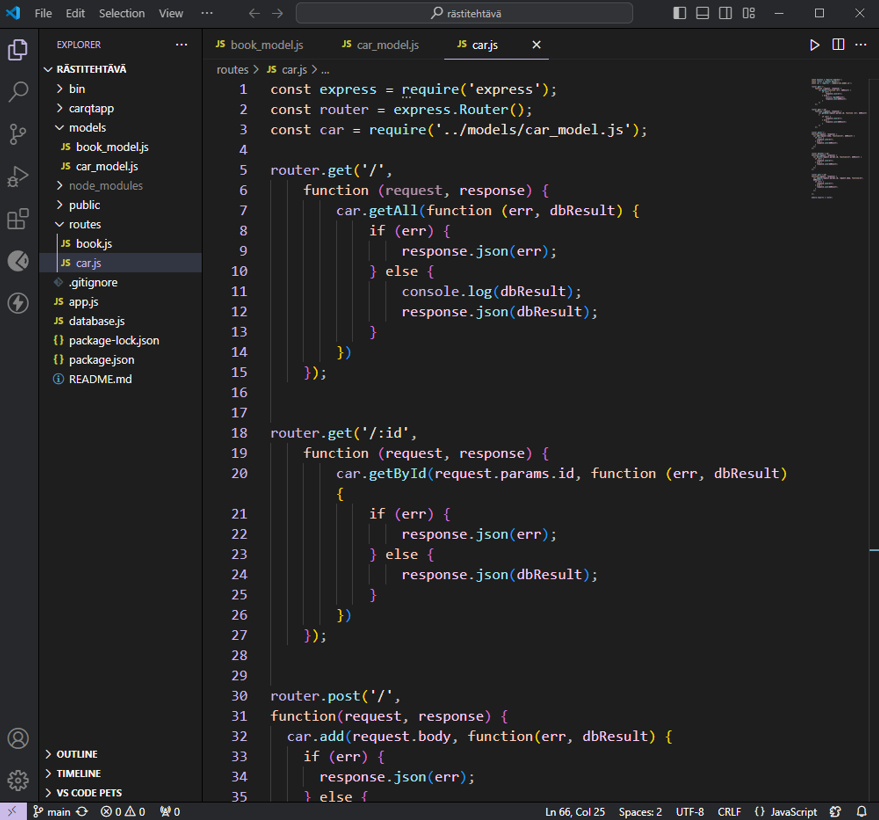 File Edit Selection View ··· rästitehtävä
EXPLORER ···
RÄSTITEHTÄVÄ
bin
carqtapp
models
JS book_model.js
JS car_model.js
node_modules
public
routes
JS book.js
JS car.js
.gitignore
JS app.js
JS database.js
{} package-lock.json
{} package.json
README.md
OUTLINE
TIMELINE
VS CODE PETS
JS book_model.js JS car_model.js JS car.js
routes > JS car.js > ...
1 const express = require('express');
2 const router = express.Router();
3 const car = require('../models/car_model.js');
4
5 router.get('/',
6 function (request, response) {
7 car.getAll(function (err, dbResult) {
8 if (err) {
9 response.json(err);
10 } else {
11 console.log(dbResult);
12 response.json(dbResult);
13 }
14 })
15 });
16
17
18 router.get('/:id',
19 function (request, response) {
20 car.getById(request.params.id, function (err, dbResult)
{
21 if (err) {
22 response.json(err);
23 } else {
24 response.json(dbResult);
25 }
26 })
27 });
28
29
30 router.post('/',
31 function(request, response) {
32 car.add(request.body, function(err, dbResult) {
33 if (err) {
34 response.json(err);
35 } else {
main 0 0 0 Ln 66, Col 25 Spaces: 2 UTF-8 CRLF {} JavaScript